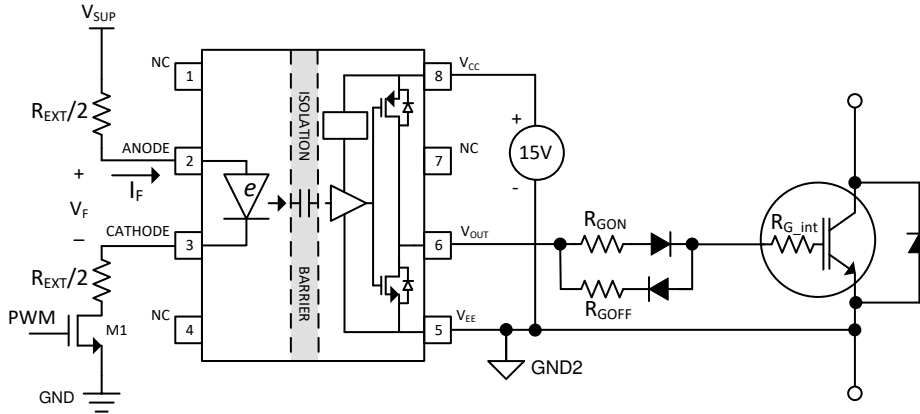 VSUP
REXT/2
NC
1
ANODE
2
+
IF
VF
–
CATHODE
3
REXT/2
PWM
M1
NC
4
GND
e
ISOLATION
BARRIER
8
VCC
7
NC
6
VOUT
5
VEE
+
15V
-
GND2
RGON
RGOFF
RG_int